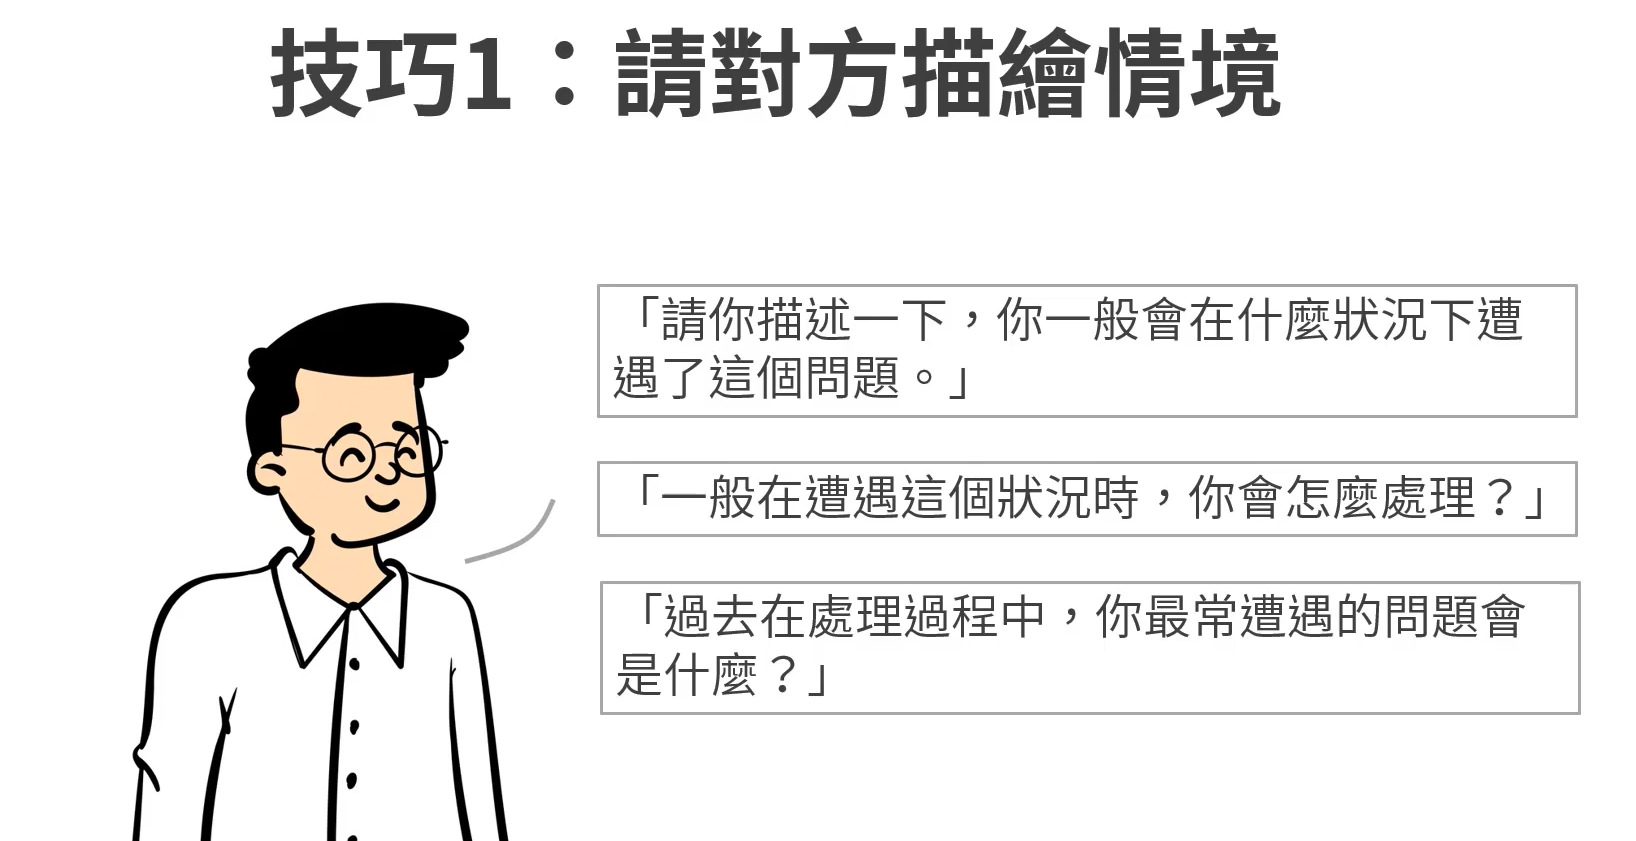 技巧1：請對方描繪情境
「請你描述一下，你一般會在什麼狀況下遭
遇了這個問題。」
「一般在遭遇這個狀況時，你會怎麼處理？」
「過去在處理過程中，你最常遭遇的問題會
是什麼？」